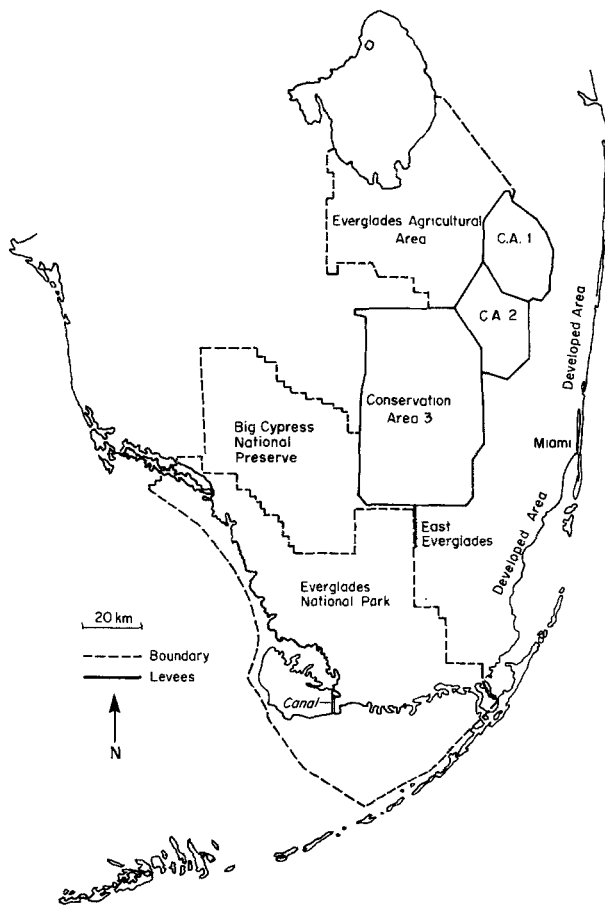 Everglades Agricultural
Area
C.A. 1
C.A. 2
Developed Area
Conservation
Area 3
Big Cypress
National
Preserve
Miami
East
Everglades
Developed Area
Everglades
National Park
20 km
Boundary
Levees
Canal
N